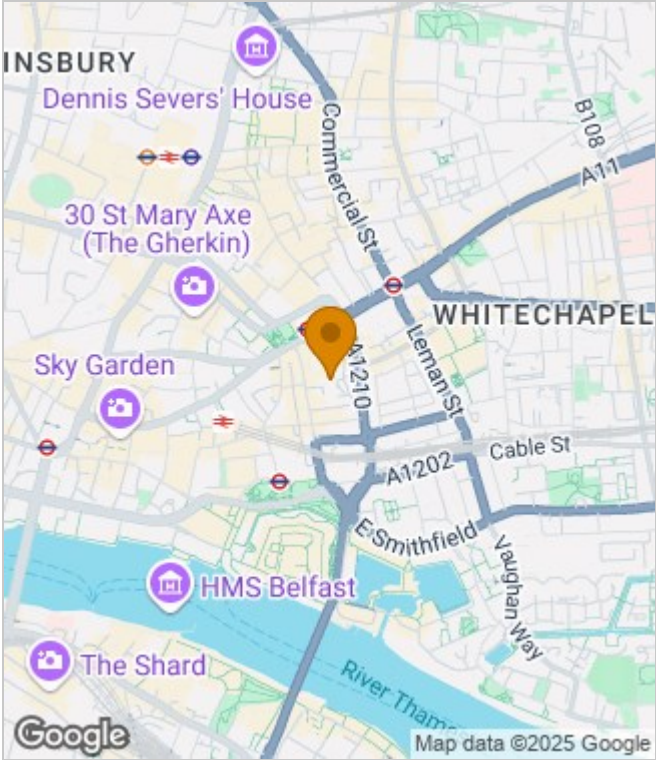 INSBURY
Dennis Severs' House
Commercial St
B108
A11
30 St Mary Axe
(The Gherkin)
WHITECHAPEL
Sky Garden
A1210
Leman St
Cable St
A1202
E Smithfield
Vaughan Way
HMS Belfast
The Shard
River Thames
Google
Map data ©2025 Google